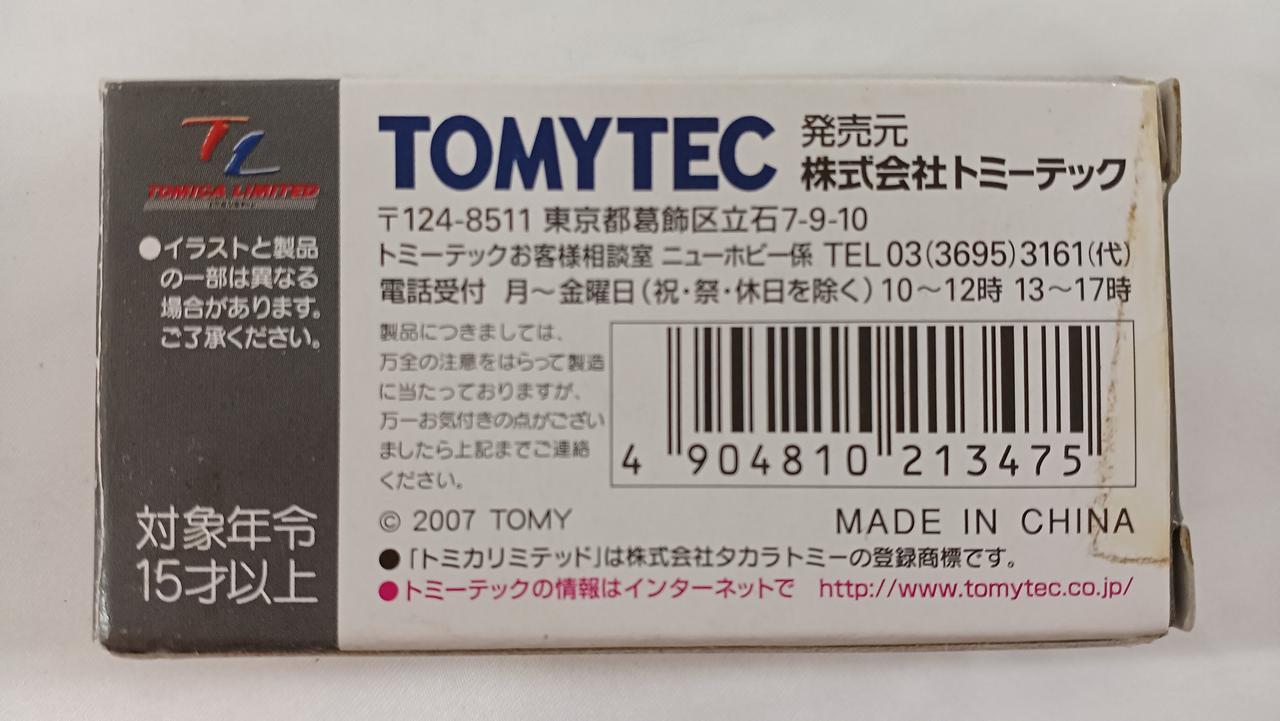 TL
TOMICA LIMITED
●イラストと製品
の一部は異なる
場合があります。
ご了承ください。
対象年令
15才以上
TOMYTEC
発売元
株式会社トミーテック
〒124-8511 東京都葛飾区立石7-9-10
トミーテックお客様相談室 ニューホビー係 TEL 03(3695)3161(代)
電話受付 月〜金曜日(祝・祭・休日を除く)10〜12時 13〜17時
製品につきましては、
万全の注意をはらって製造
に当たっておりますが、
万一お気付きの点がござい
ましたら上記までご連絡
ください。
4 904810 213475
© 2007 TOMY
MADE IN CHINA
●「トミカリミテッド」は株式会社タカラトミーの登録商標です。
●トミーテックの情報はインターネットで http://www.tomytec.co.jp/